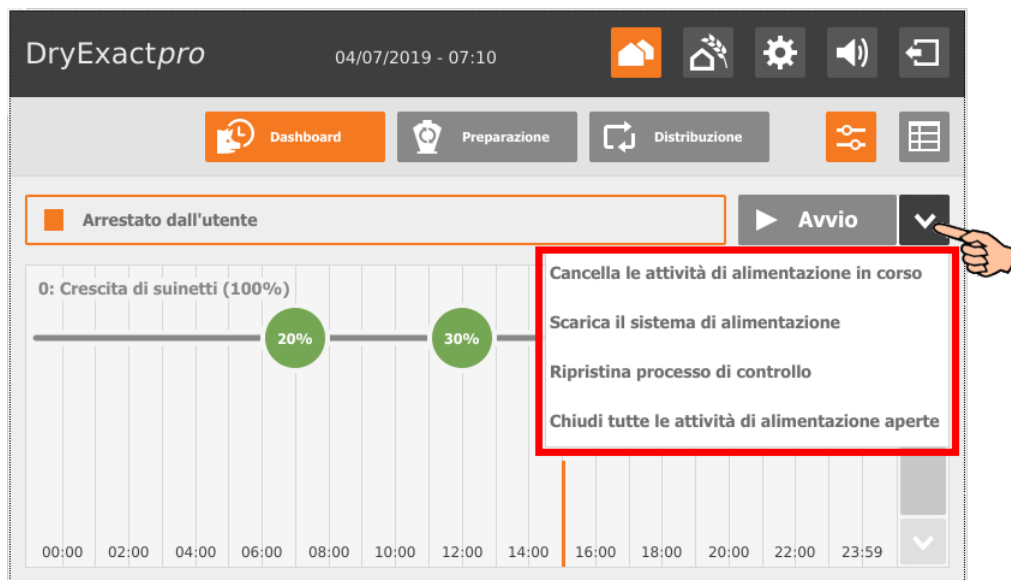 DryExactpro
04/07/2019 - 07:10
Dashboard
Preparazione
Distribuzione
Arrestato dall'utente
Avvio
Cancella le attività di alimentazione in corso
0: Crescita di suinetti (100%)
Scarica il sistema di alimentazione
20%
30%
Ripristina processo di controllo
Chiudi tutte le attività di alimentazione aperte
00:00 02:00 04:00 06:00 08:00 10:00 12:00 14:00 16:00 18:00 20:00 22:00 23:59